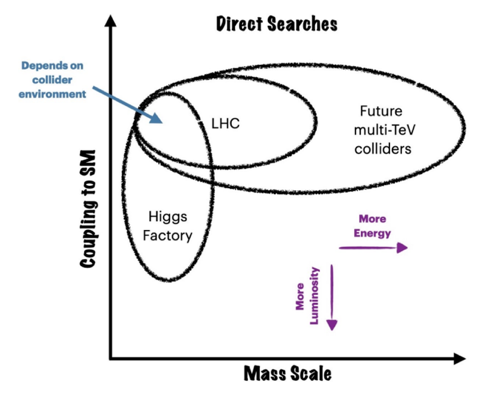 Direct Searches
Depends on
collider
environment
LHC
Future
multi-TeV
colliders
Higgs
Factory
More
Energy
More
Luminosity
Coupling to SM
Mass Scale